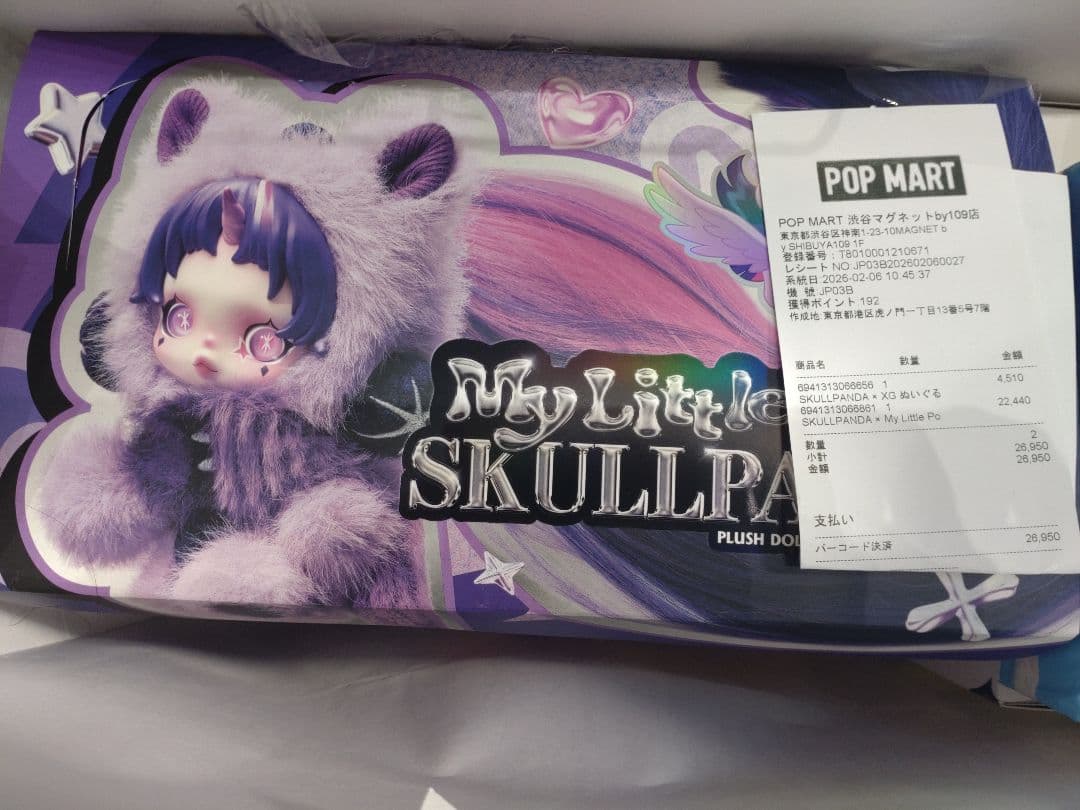 My Little
SKULLPA
PLUSH DOL
POP MART
POP MART 渋谷マグネットby109店
東京都渋谷区神南1-23-10MAGNET b
y SHIBUYA109 1F
登録番号：T8010001210671
レシート NO:JP03B202602060027
系統日:2026-02-06 10:45:37
機 號:JP03B
獲得ポイント:192
作成地:東京都港区虎ノ門一丁目13番5号7階
商品名 数量 金額
6941313066656 1 4,510
SKULLPANDA × XG ぬいぐる
6941313066861 1 22,440
SKULLPANDA × My Little Po
数量 2
小計 26,950
金額 26,950
支払い
バーコード決済 26,950